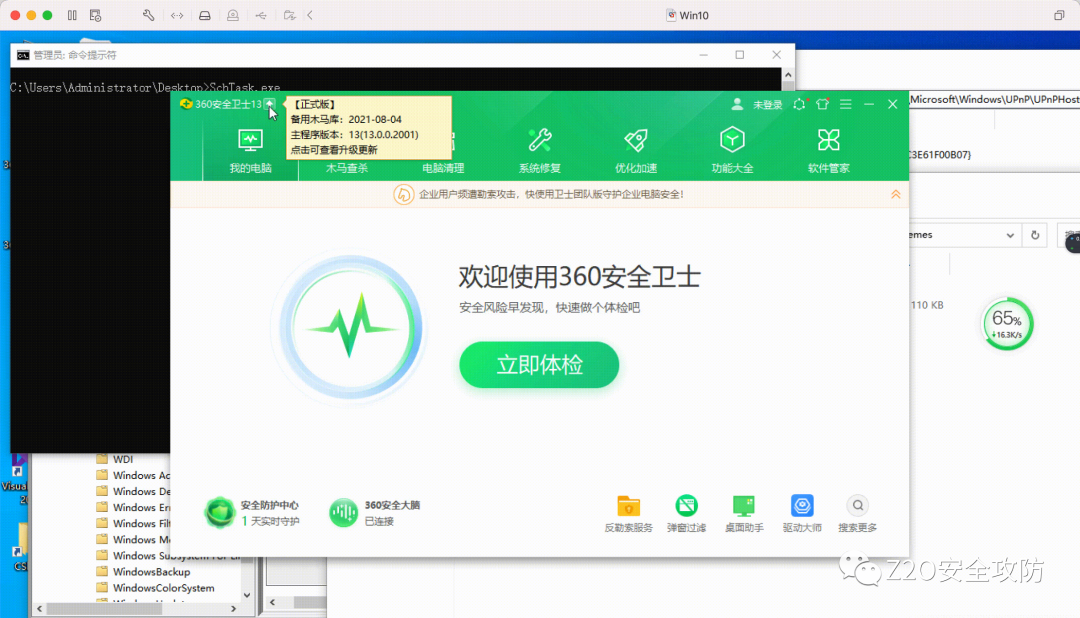 Win10
管理员: 命令提示符
C:\Users\Administrator\Desktop>SchTask.exe
360安全卫士13
【正式版】
备用木马库：2021-08-04
主程序版本：13(13.0.0.2001)
点击可查看升级更新
未登录
Microsoft\Windows\UPnP\UPnPHost
C3E61F00B07}
我的电脑
木马查杀
电脑清理
系统修复
优化加速
功能大全
软件管家
企业用户频遭勒索攻击，快使用卫士团队版守护企业电脑安全！
emes
欢迎使用360安全卫士
安全风险早发现，快速做个体检吧
110 KB
65%
16.3K/s
立即体检
WDI
Windows Ac
Windows De
Windows Err
Windows Filt
Windows Me
Windows Subsystem For Li
WindowsBackup
WindowsColorSystem
Visua
安全防护中心
1 天实时守护
360安全大脑
已连接
反勒索服务
弹窗过滤
桌面助手
驱动大师
搜索更多
Z2O安全攻防